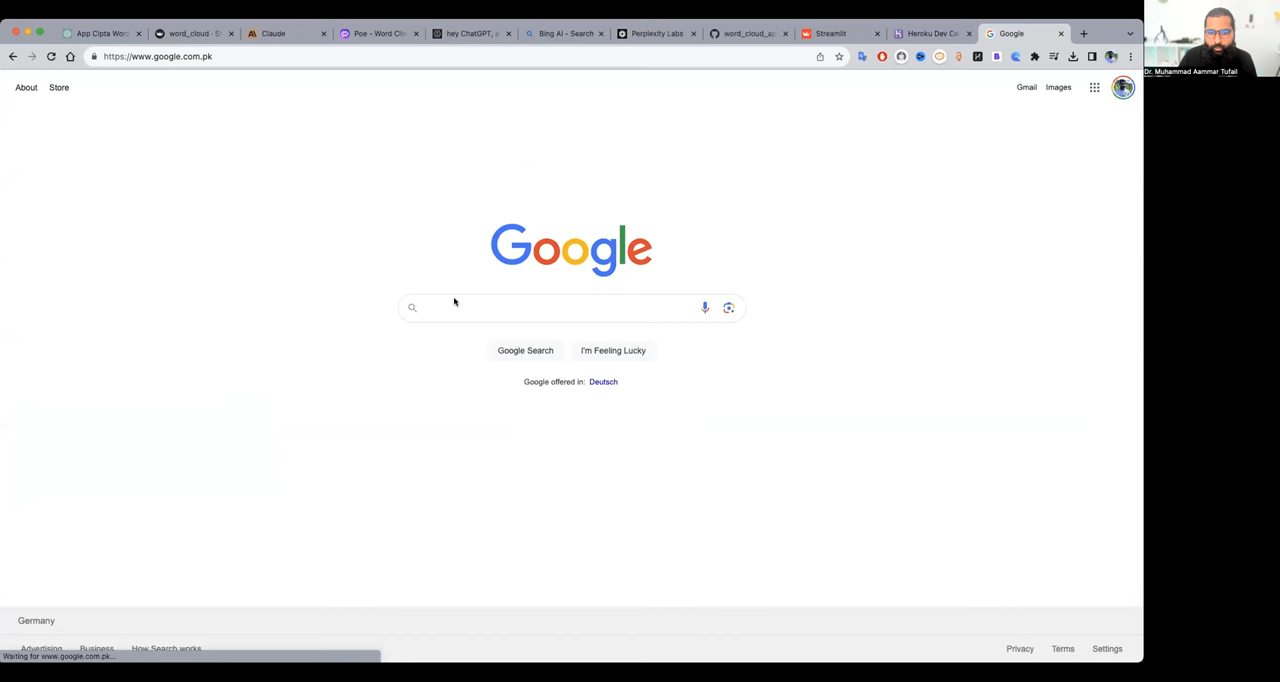 App Cipta Wor
word_cloud - St
Claude
Poe - Word Clo
hey ChatGPT, a
Bing AI - Search
Perplexity Labs
word_cloud_ap
Streamlit
Heroku Dev Ce
Google
https://www.google.com.pk
About
Store
Gmail
Images
Dr. Muhammad Aammar Tufail
Google
Google Search
I'm Feeling Lucky
Google offered in: Deutsch
Germany
Advertising
Business
How Search works
Privacy
Terms
Settings
Waiting for www.google.com.pk...